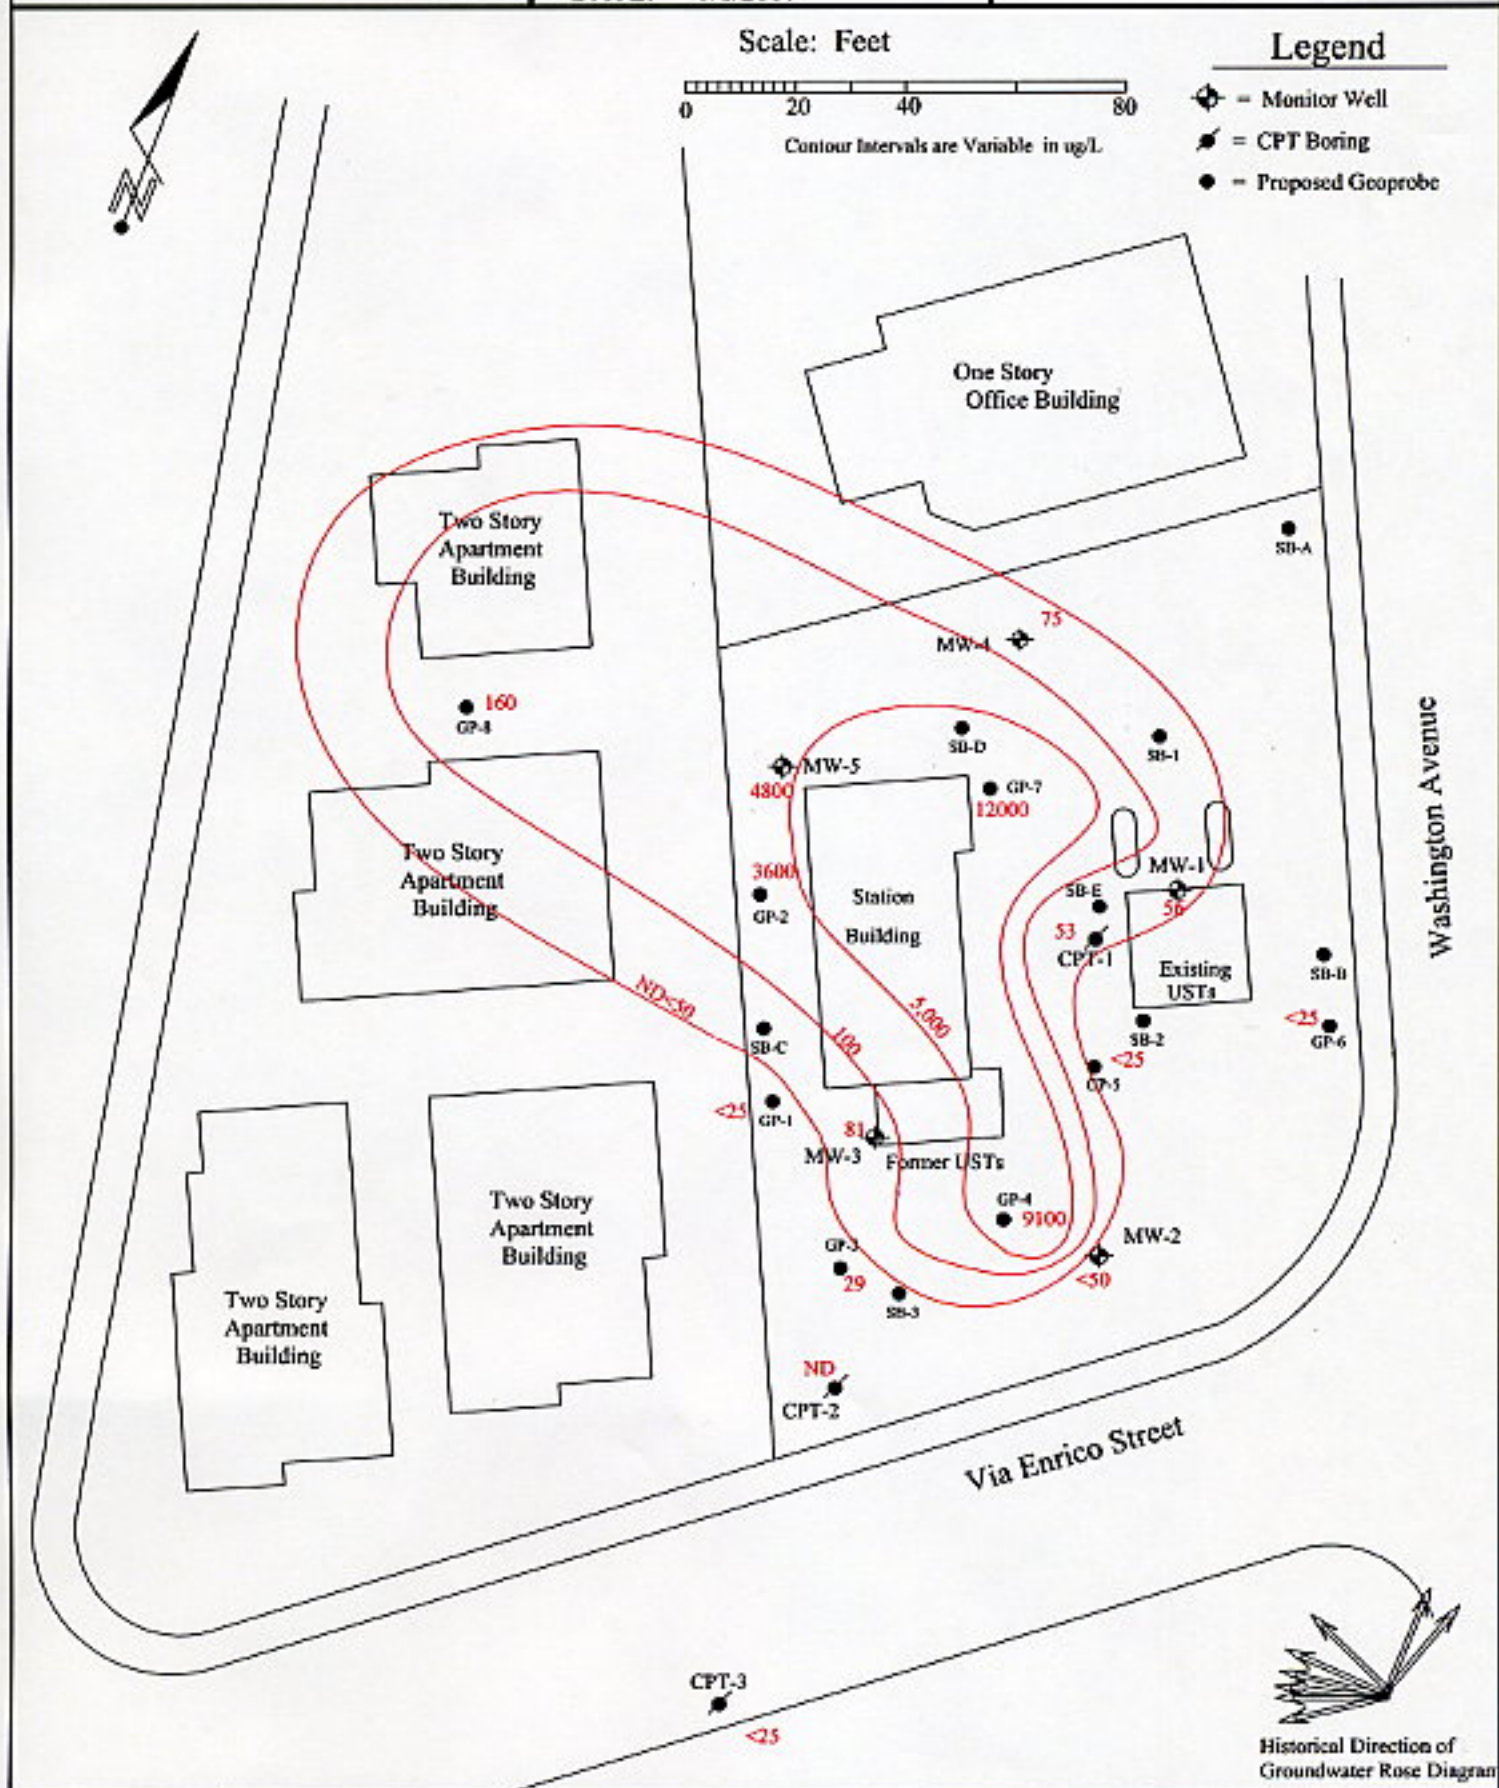 Scale: Feet
0 20 40 80
Contour Intervals are Variable in ug/L
Legend
= Monitor Well
= CPT Boring
= Proposed Geoprobe
N
One Story
Office Building
Two Story
Apartment
Building
SB-A
75
MW-4
160
GP-8
SB-D
SB-1
MW-5
4800
GP-7
12000
Washington Avenue
Two Story
Apartment
Building
3600
GP-2
Station
Building
MW-1
56
SB-E
53
CPT-1
Existing
USTs
SB-B
<25
GP-6
ND<50
5,000
100
SB-C
SB-2
<25
GP-5
<25
GP-1
81
MW-3
Former USTs
Two Story
Apartment
Building
GP-4
9100
MW-2
<50
GP-3
29
SB-3
Two Story
Apartment
Building
ND
CPT-2
Via Enrico Street
CPT-3
<25
Historical Direction of
Groundwater Rose Diagram